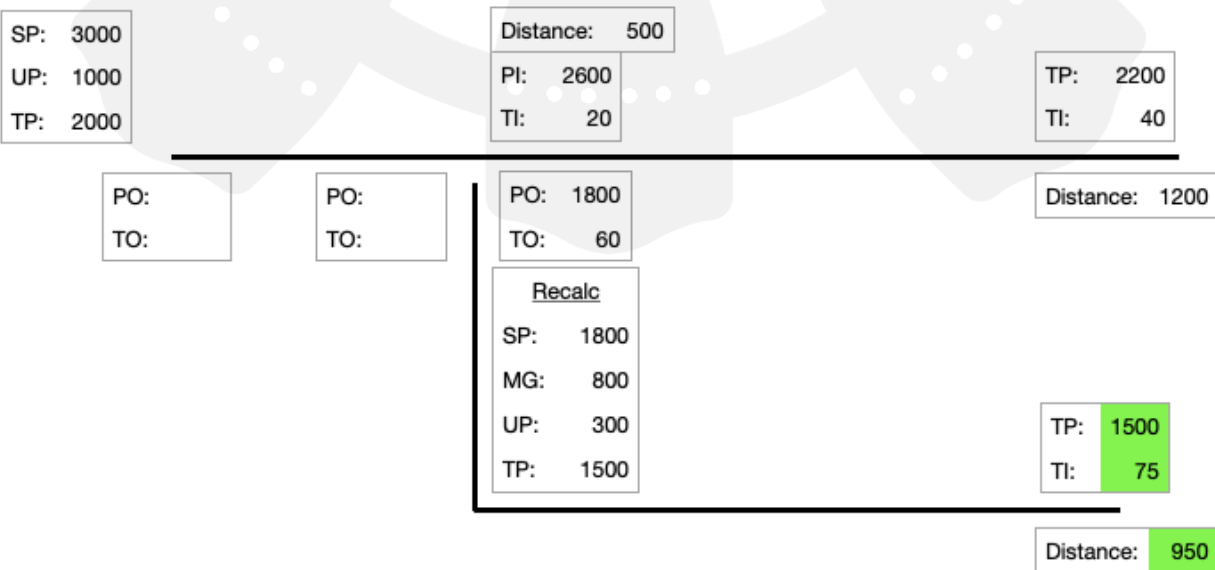 SP: 3000
UP: 1000
TP: 2000
Distance: 500
PI: 2600
TI: 20
TP: 2200
TI: 40
PO:
TO:
PO:
TO:
PO: 1800
TO: 60
Distance: 1200
Recalc
SP: 1800
MG: 800
UP: 300
TP: 1500
TP: 1500
TI: 75
Distance: 950